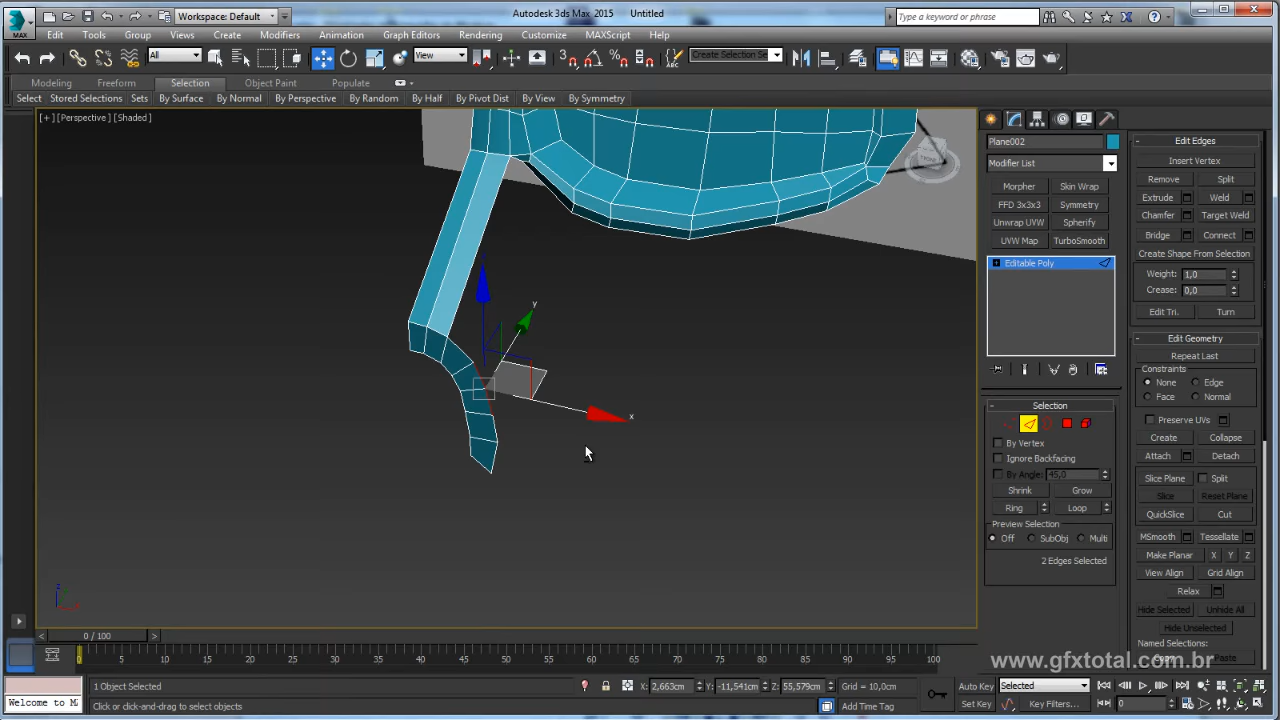 Autodesk 3ds Max 2015 Untitled
Workspace: Default
Type a keyword or phrase
MAX
Edit Tools Group Views Create Modifiers Animation Graph Editors Rendering Customize MAXScript Help
All View Create Selection Se
Modeling Freeform Selection Object Paint Populate
Select Stored Selections Sets By Surface By Normal By Perspective By Random By Half By Pivot Dist By View By Symmetry
[+] [Perspective] [Shaded]
z
y
x
z
Plane002
Modifier List
Morpher Skin Wrap
FFD 3x3x3 Symmetry
Unwrap UVW Spherify
UVW Map TurboSmooth
Editable Poly
Selection
By Vertex
Ignore Backfacing
By Angle: 45,0
Shrink Grow
Ring Loop
Preview Selection
Off SubObj Multi
2 Edges Selected
Edit Edges
Insert Vertex
Remove Split
Extrude Weld
Chamfer Target Weld
Bridge Connect
Create Shape From Selection
Weight: 1,0
Crease: 0,0
Edit Tri. Turn
Edit Geometry
Repeat Last
Constraints
None Edge
Face Normal
Preserve UVs
Create Collapse
Attach Detach
Slice Plane Split
Slice Reset Plane
QuickSlice Cut
MSmooth Tessellate
Make Planar X Y Z
View Align Grid Align
Relax
Hide Selected Unhide All
Hide Unselected
Named Selections:
www.gfxtotal.com.br
0 / 100
0 5 10 15 20 25 30 35 40 45 50 55 60 65 70 75 80 85 90 95 100
1 Object Selected X: 2,663cm Y: -11,541cm Z: 55,579cm Grid = 10,0cm Auto Key Selected
Welcome to M Click or click-and-drag to select objects Add Time Tag Set Key Key Filters... 0